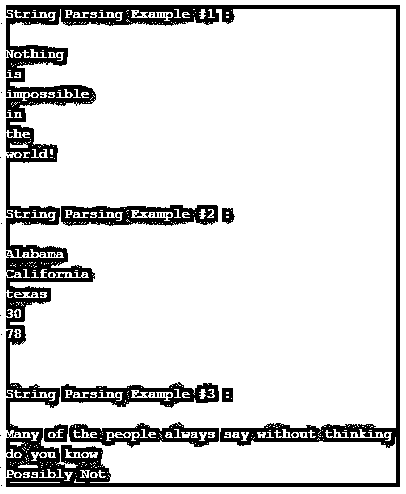 String Parsing Example #1 :
Nothing
is
impossible
in
the
world!
String Parsing Example #2 :
Alabama
California
texas
30
78
String Parsing Example #3 :
Many of the people always say without thinking
do you know
Possibly Not